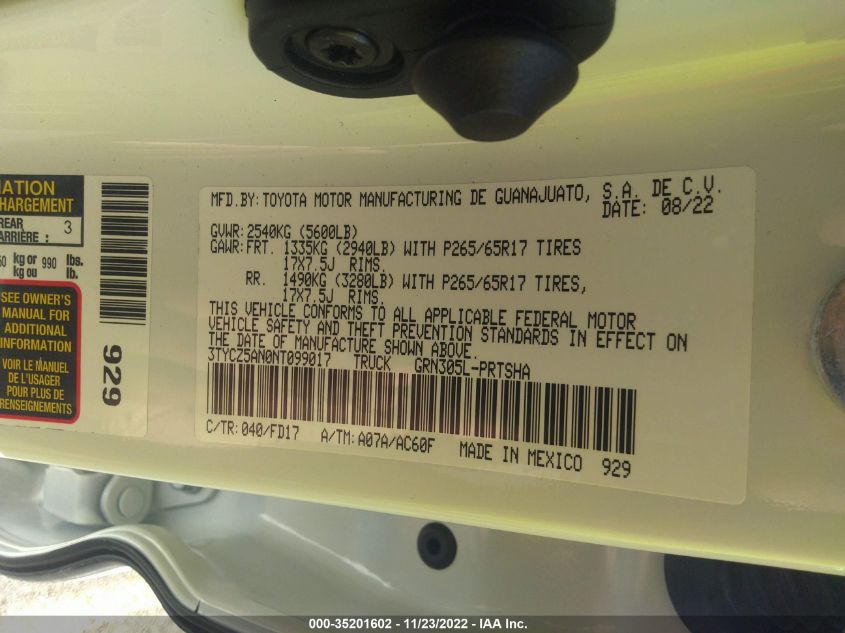 ATION
CHARGEMENT
REAR
ARRIÈRE : 3
kg or 990 lbs.
kg ou lb.
SEE OWNER'S
MANUAL FOR
ADDITIONAL
INFORMATION
VOIR LE MANUEL
DE L'USAGER
POUR PLUS DE
RENSEIGNEMENTS
929
MFD. BY: TOYOTA MOTOR MANUFACTURING DE GUANAJUATO, S.A. DE C.V.
DATE: 08/22
GVWR: 2540KG (5600LB)
GAWR: FRT. 1335KG (2940LB) WITH P265/65R17 TIRES
17X7.5J RIMS.
RR. 1490KG (3280LB) WITH P265/65R17 TIRES,
17X7.5J RIMS.
THIS VEHICLE CONFORMS TO ALL APPLICABLE FEDERAL MOTOR
VEHICLE SAFETY AND THEFT PREVENTION STANDARDS IN EFFECT ON
THE DATE OF MANUFACTURE SHOWN ABOVE.
3TYCZ5AN0NT099017 TRUCK GRN305L-PRTSHA
C/TR: 040/FD17 A/TM: A07A/AC60F MADE IN MEXICO 929
000-35201602 - 11/23/2022 - IAA Inc.